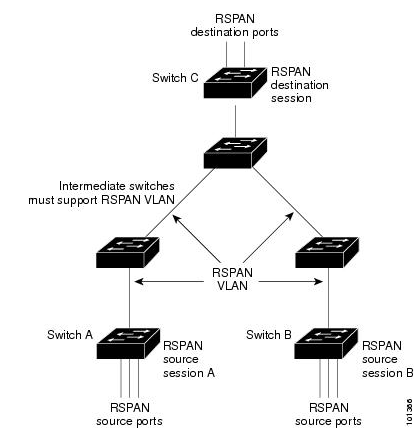 RSPAN
destination ports
Switch C
RSPAN
destination
session
Intermediate switches
must support RSPAN VLAN
RSPAN
VLAN
Switch A
RSPAN
source
session A
Switch B
RSPAN
source
session B
RSPAN
source ports
RSPAN
source ports
101366